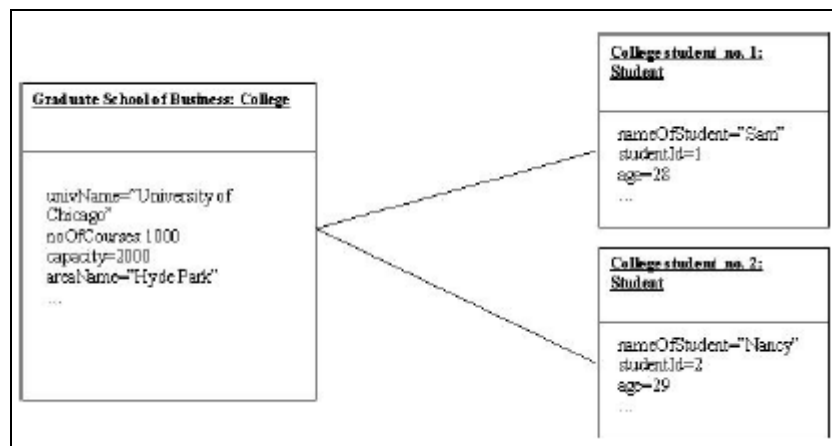 Graduate School of Business: College
univName="University of
Chicago"
noOfCourses 1000
capacity=2000
areaName="Hyde Park"
...
College student no. 1:
Student
nameOfStudent="Sam"
studentId=1
age=28
...
College student no. 2:
Student
nameOfStudent="Nancy"
studentId=2
age=29
...